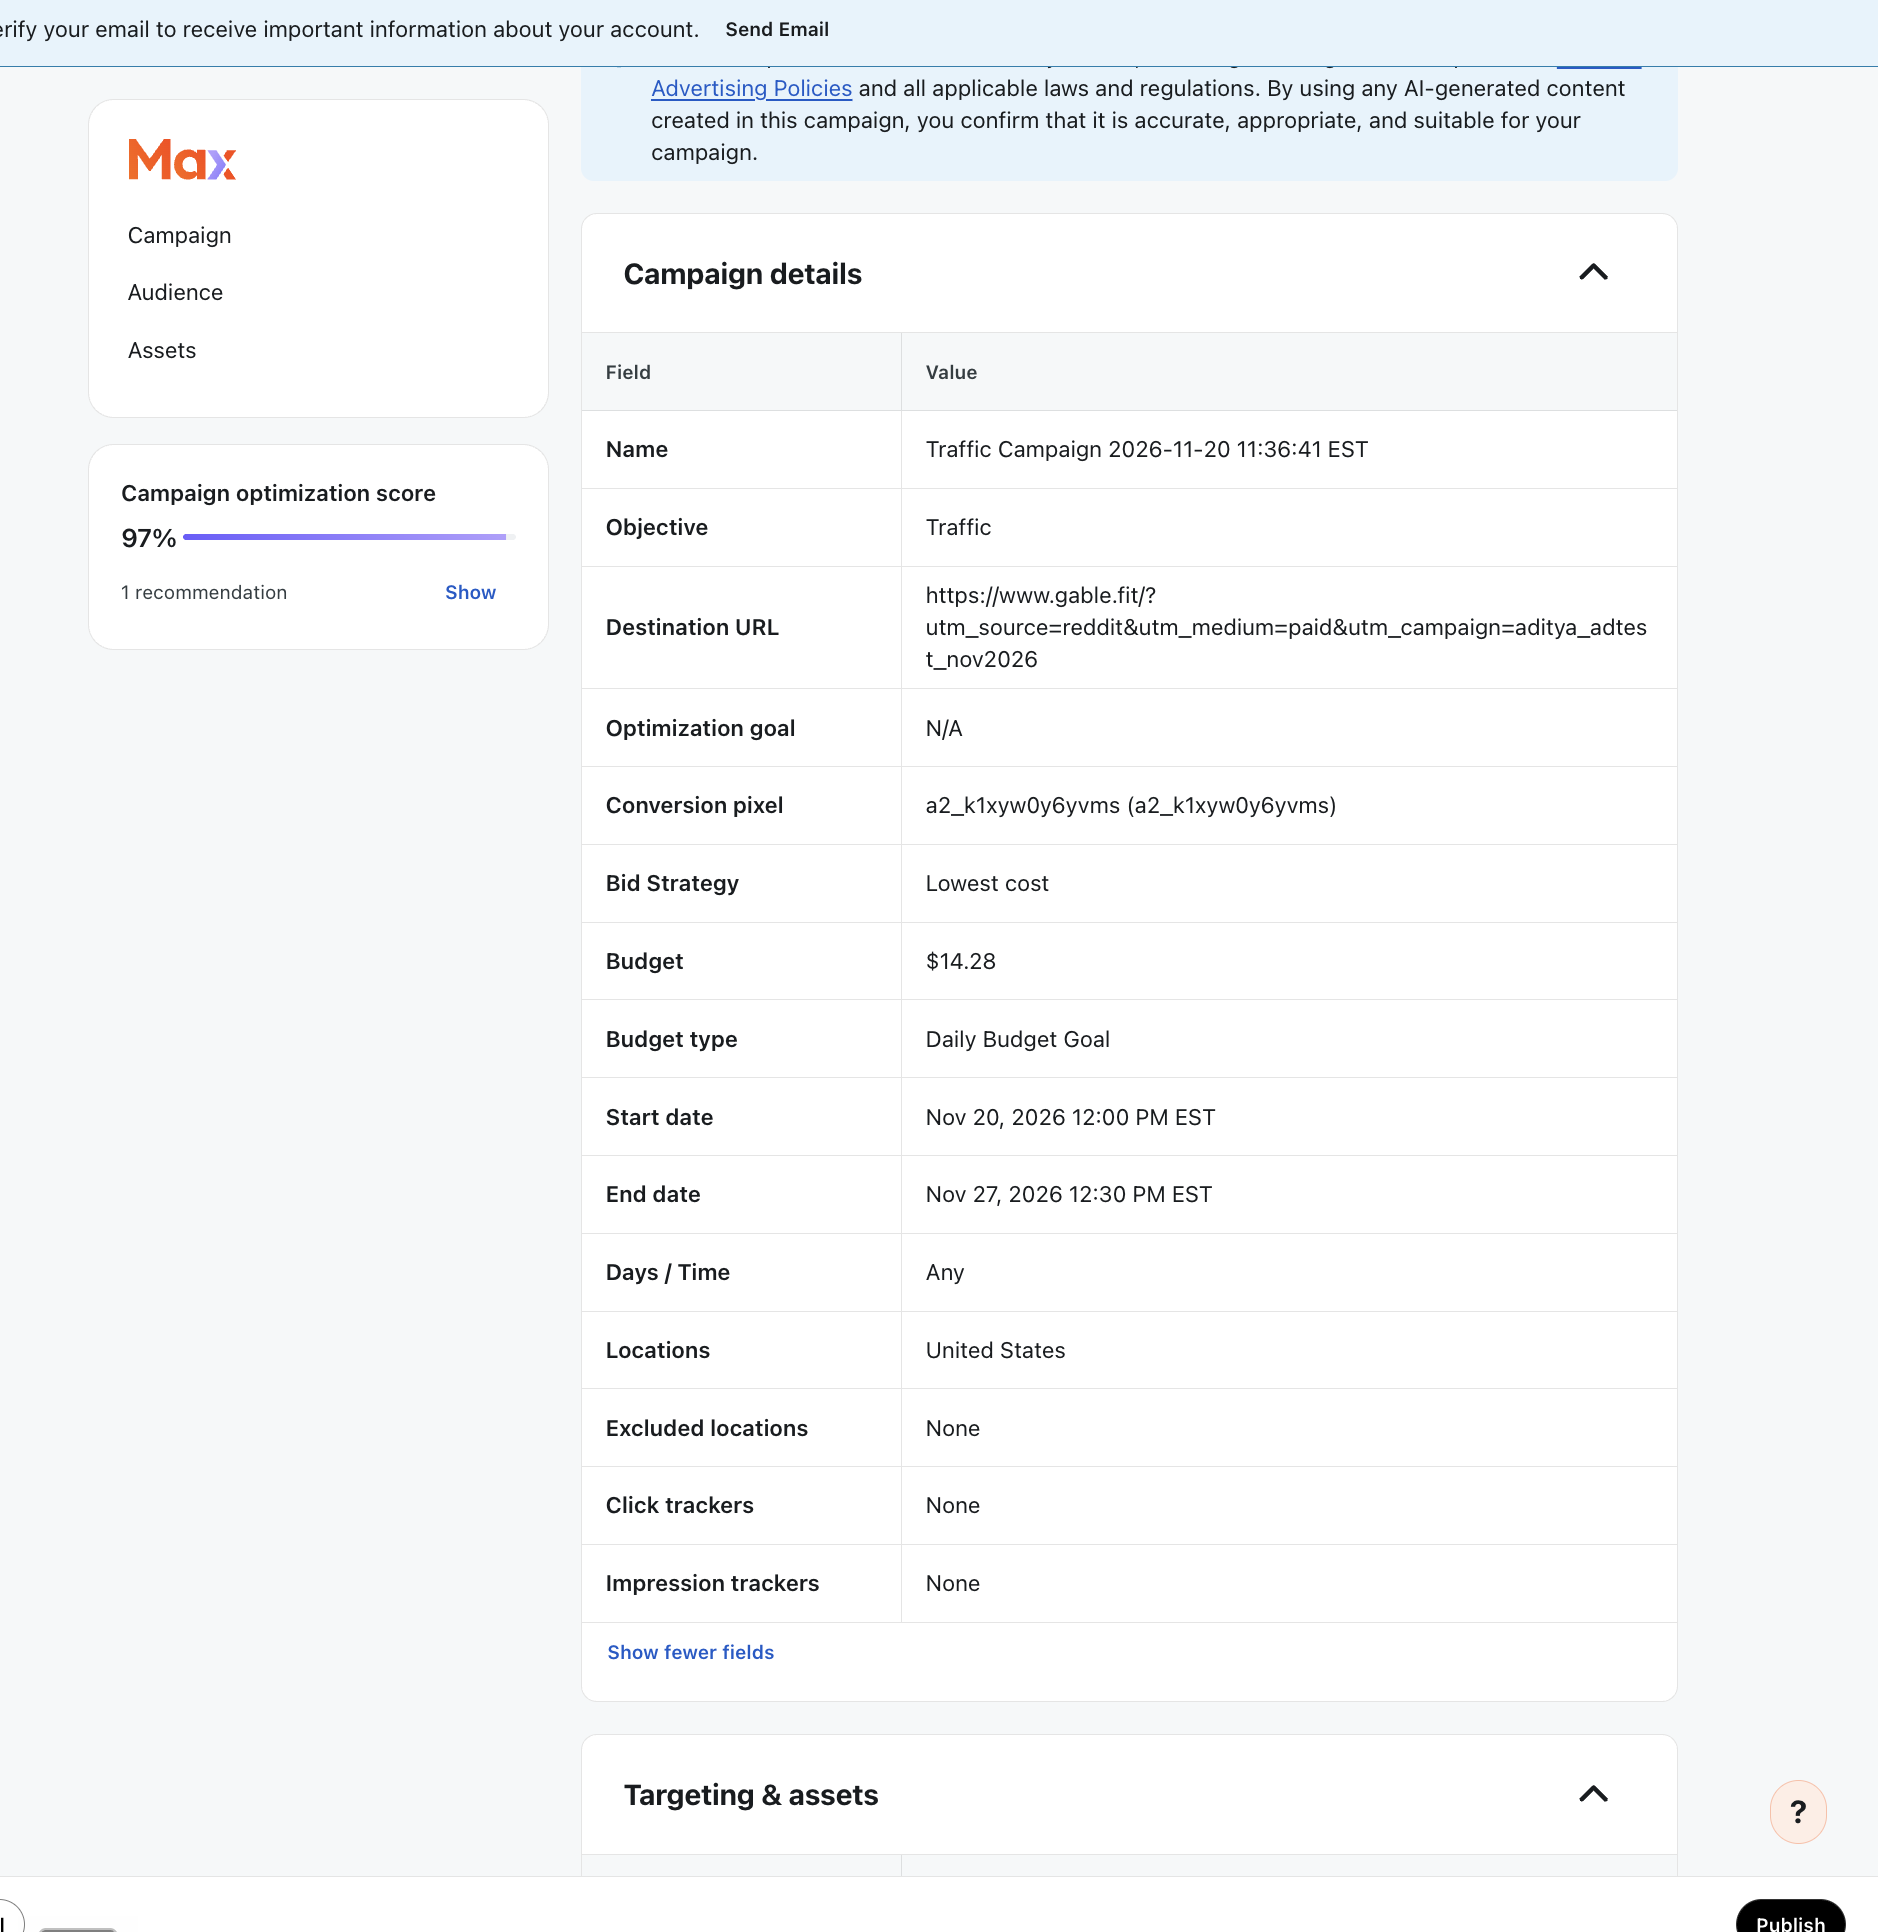 erify your email to receive important information about your account. Send Email
Advertising Policies and all applicable laws and regulations. By using any AI-generated content
created in this campaign, you confirm that it is accurate, appropriate, and suitable for your
campaign.
Max
Campaign
Audience
Assets
Campaign optimization score
97%
1 recommendation Show
Campaign details
Field Value
Name Traffic Campaign 2026-11-20 11:36:41 EST
Objective Traffic
Destination URL https://www.gable.fit/?
utm_source=reddit&utm_medium=paid&utm_campaign=aditya_adtes
t_nov2026
Optimization goal N/A
Conversion pixel a2_k1xyw0y6yvms (a2_k1xyw0y6yvms)
Bid Strategy Lowest cost
Budget $14.28
Budget type Daily Budget Goal
Start date Nov 20, 2026 12:00 PM EST
End date Nov 27, 2026 12:30 PM EST
Days / Time Any
Locations United States
Excluded locations None
Click trackers None
Impression trackers None
Show fewer fields
Targeting & assets
?
Publish